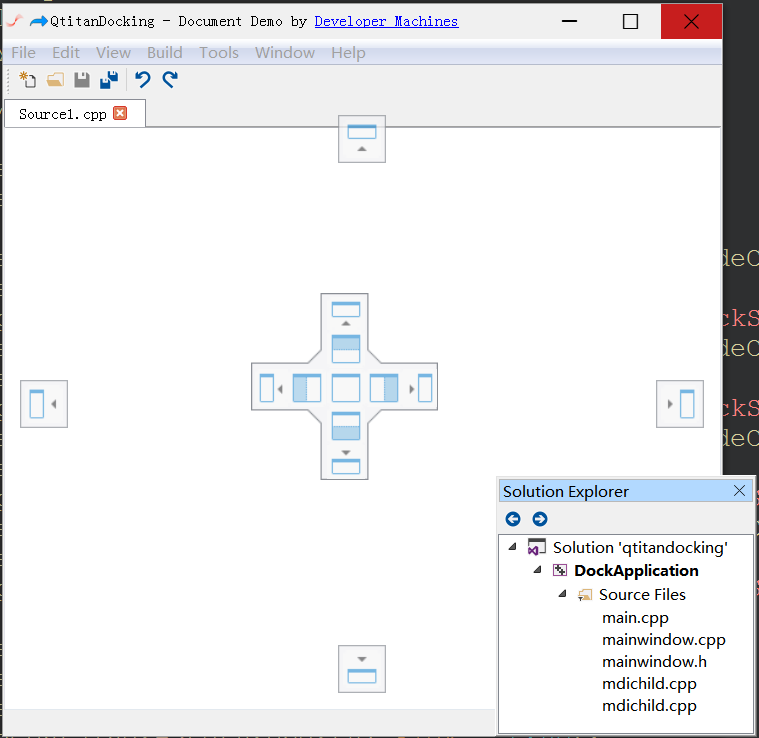 QtitanDocking - Document Demo by Developer Machines
File Edit View Build Tools Window Help
Source1.cpp
Solution Explorer
Solution 'qtitandocking'
DockApplication
Source Files
main.cpp
mainwindow.cpp
mainwindow.h
mdichild.cpp
mdichild.cpp
deC
ckS
deC
ckS
deC